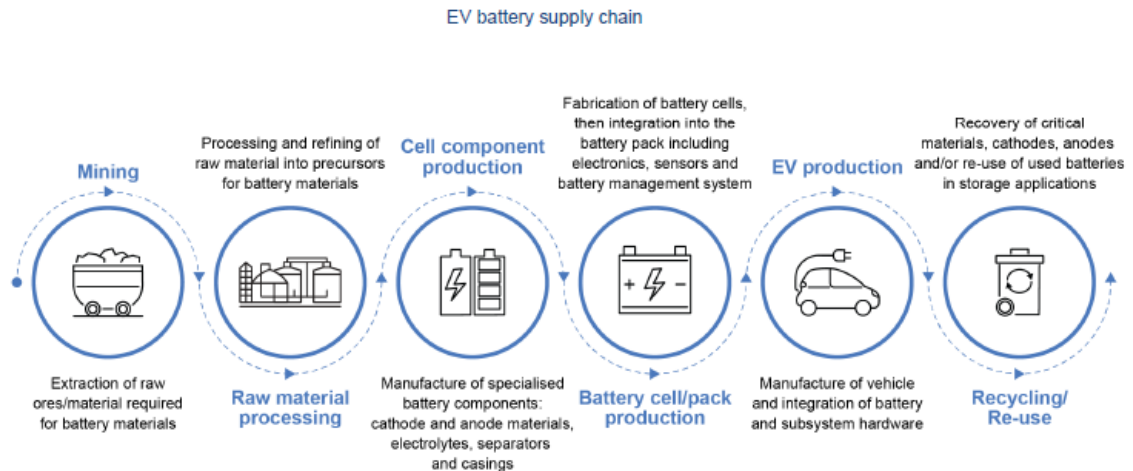 EV battery supply chain
Mining
Extraction of raw
ores/material required
for battery materials
Processing and refining of
raw material into precursors
for battery materials
Raw material
processing
Cell component
production
Manufacture of specialised
battery components:
cathode and anode materials,
electrolytes, separators
and casings
Fabrication of battery cells,
then integration into the
battery pack including
electronics, sensors and
battery management system
+ -
Battery cell/pack
production
EV production
Manufacture of vehicle
and integration of battery
and subsystem hardware
Recovery of critical
materials, cathodes, anodes
and/or re-use of used batteries
in storage applications
Recycling/
Re-use